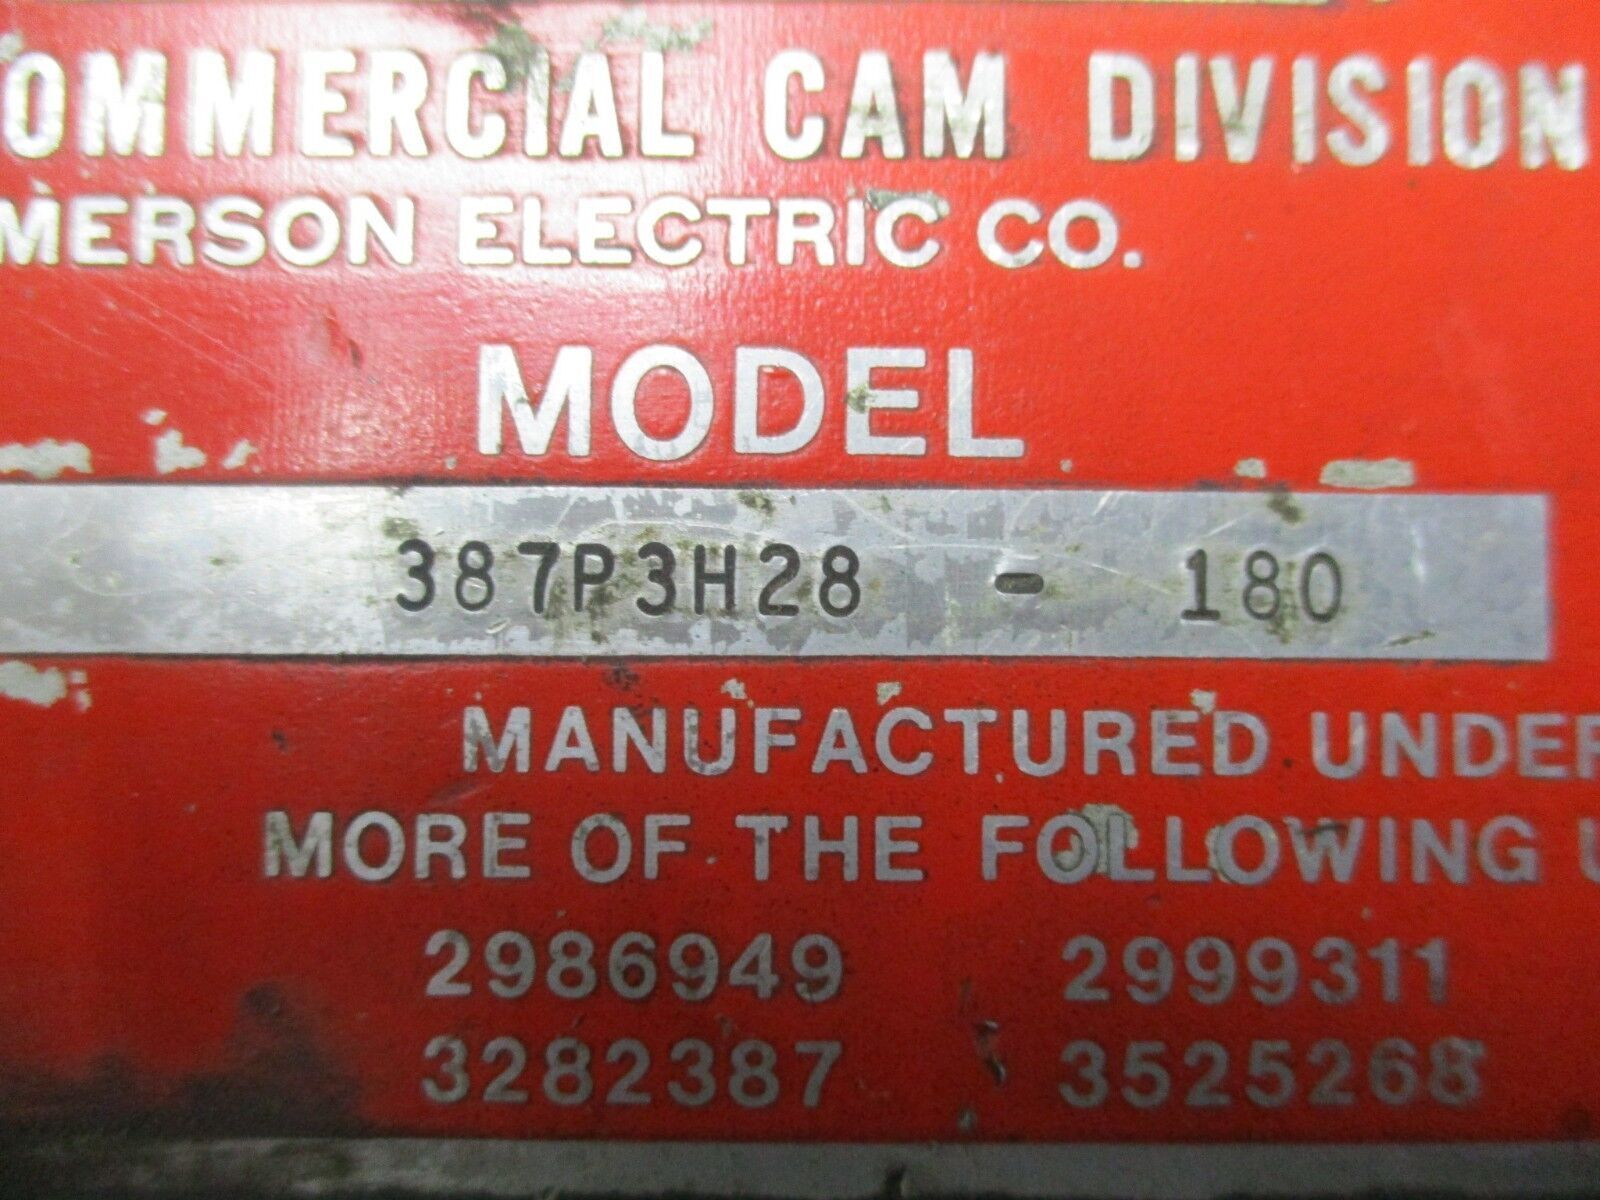 OMMERCIAL CAM DIVISION
MERSON ELECTRIC CO.
MODEL
387P3H28 - 180
MANUFACTURED UNDER
MORE OF THE FOLLOWING U
2986949 2999311
3282387 3525268